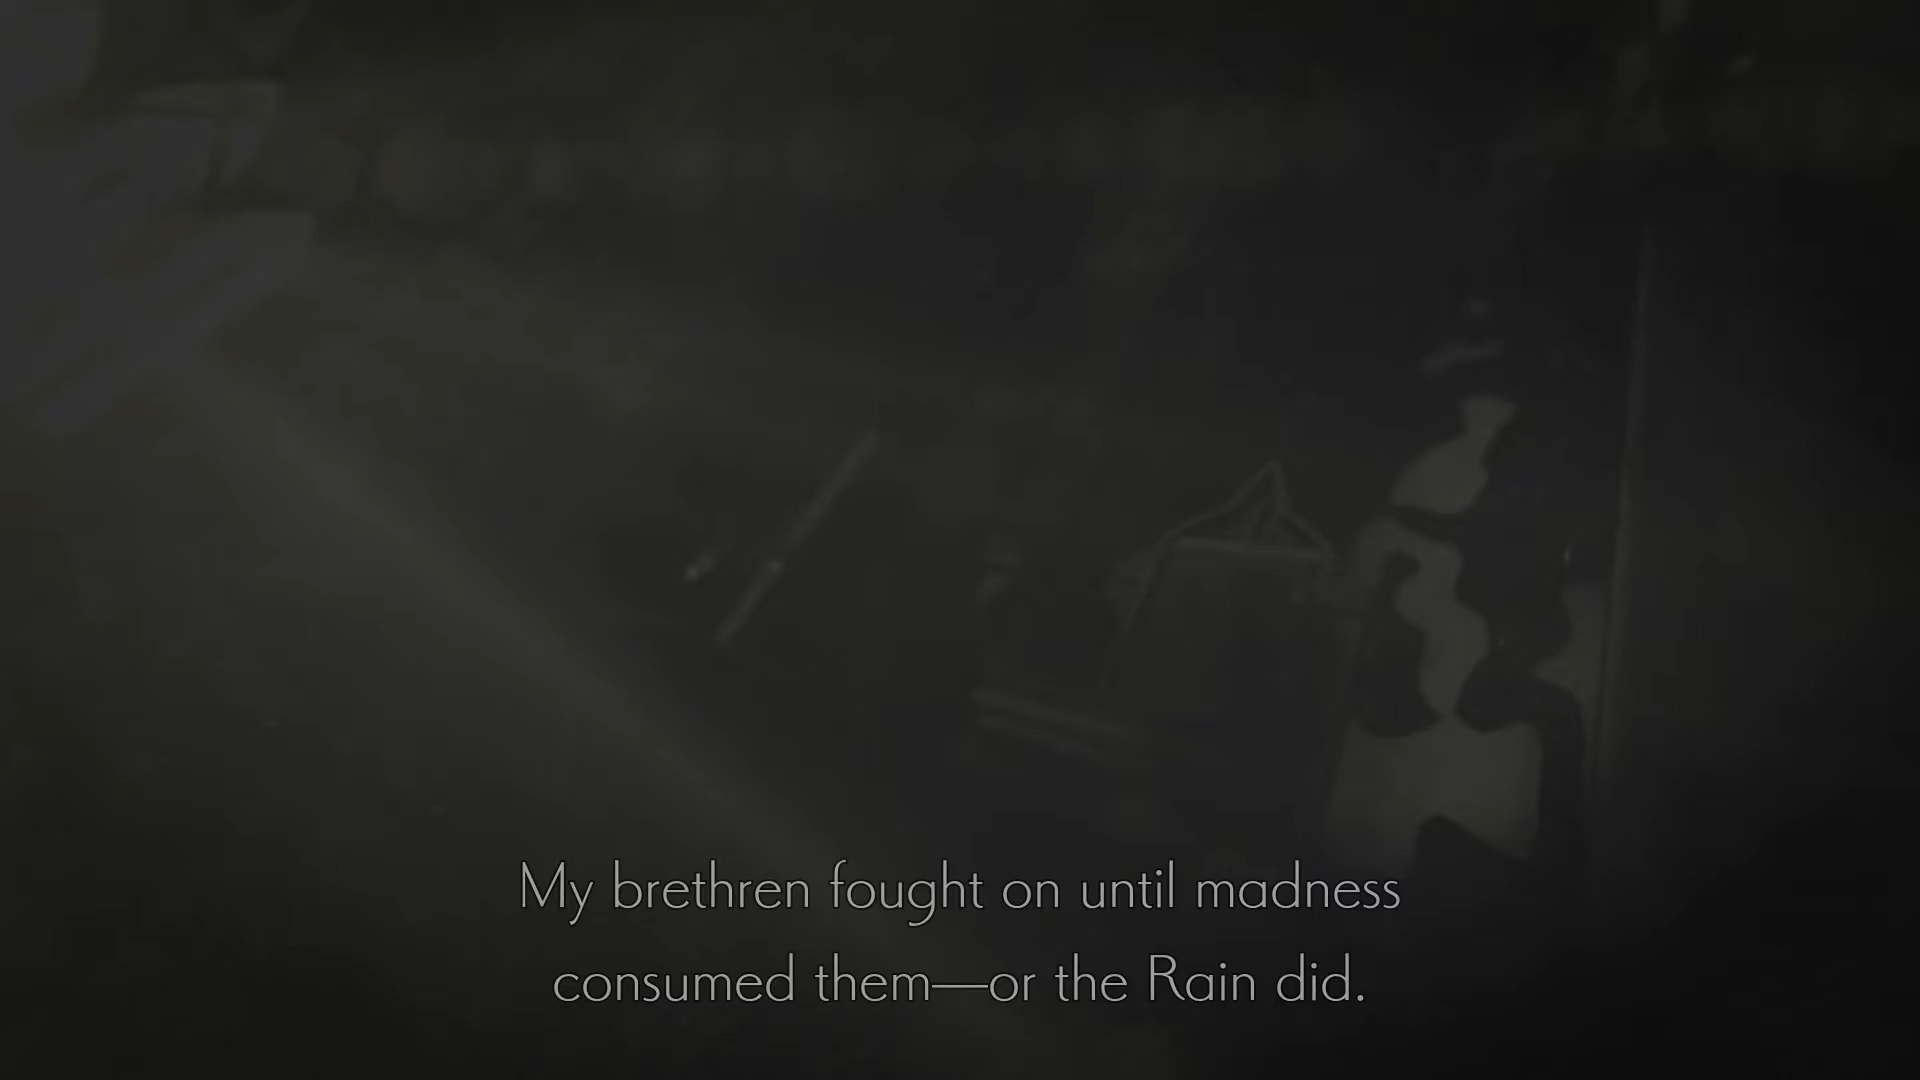 My brethren fought on until madness
consumed them—or the Rain did.